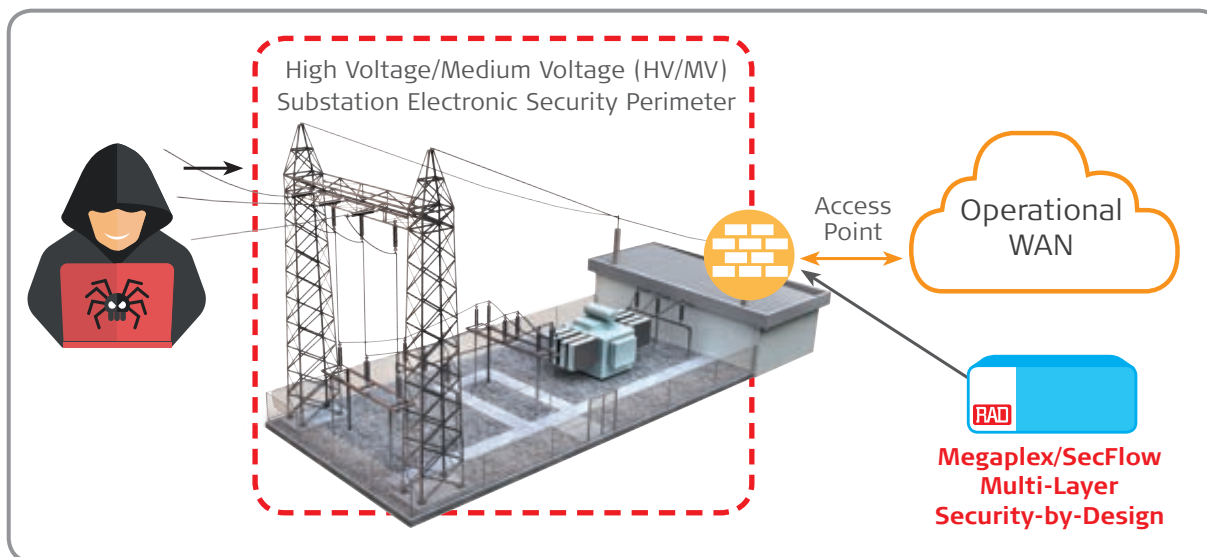 High Voltage/Medium Voltage (HV/MV)
Substation Electronic Security Perimeter
Access
Point
Operational
WAN
RAD
Megaplex/SecFlow
Multi-Layer
Security-by-Design